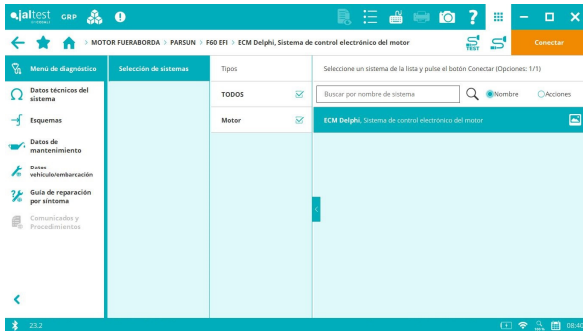 jaltest GRP
> MOTOR FUERABORDA > PARSUN > F60 EFI > ECM Delphi, Sistema de control electrónico del motor
TEST
Conectar
Menú de diagnóstico
Selección de sistemas
Tipos
Seleccione un sistema de la lista y pulse el botón Conectar (Opciones: 1/1)
Datos técnicos del
sistema
TODOS
Buscar por nombre de sistema
Nombre
Acciones
Esquemas
Motor
ECM Delphi, Sistema de control electrónico del motor
Datos de
mantenimiento
Datos
vehículo/embarcación
Guía de reparación
por síntoma
Comunicados y
Procedimientos
23.2
08:40